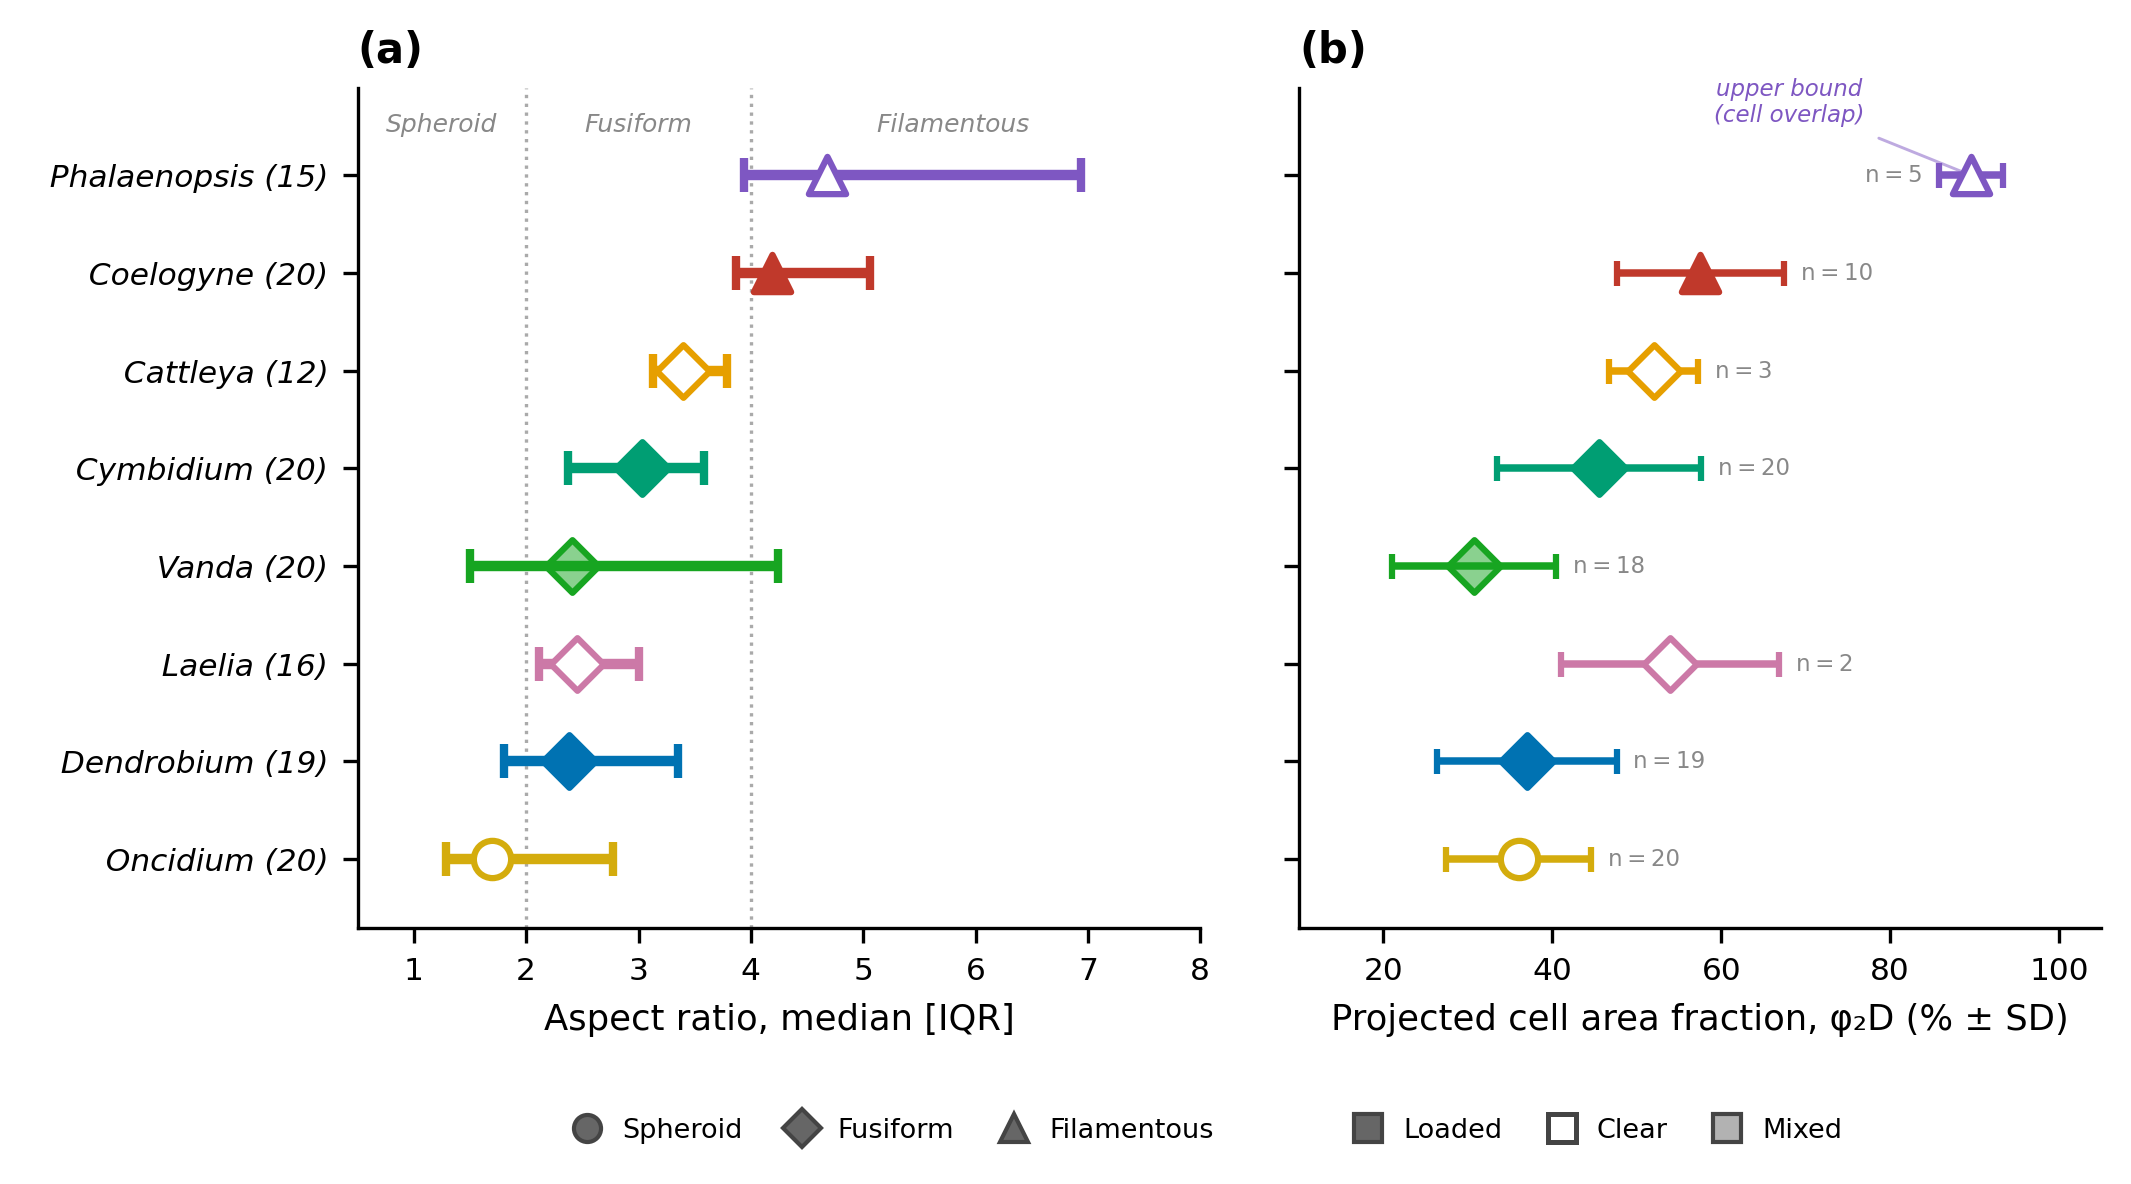 (a)
Spheroid
Fusiform
Filamentous
Phalaenopsis (15)
Coelogyne (20)
Cattleya (12)
Cymbidium (20)
Vanda (20)
Laelia (16)
Dendrobium (19)
Oncidium (20)
1 2 3 4 5 6 7 8
Aspect ratio, median [IQR]
(b)
upper bound
(cell overlap)
n = 5
n = 10
n = 3
n = 20
n = 18
n = 2
n = 19
n = 20
20 40 60 80 100
Projected cell area fraction, φ₂D (% ± SD)
Spheroid Fusiform Filamentous
Loaded Clear Mixed